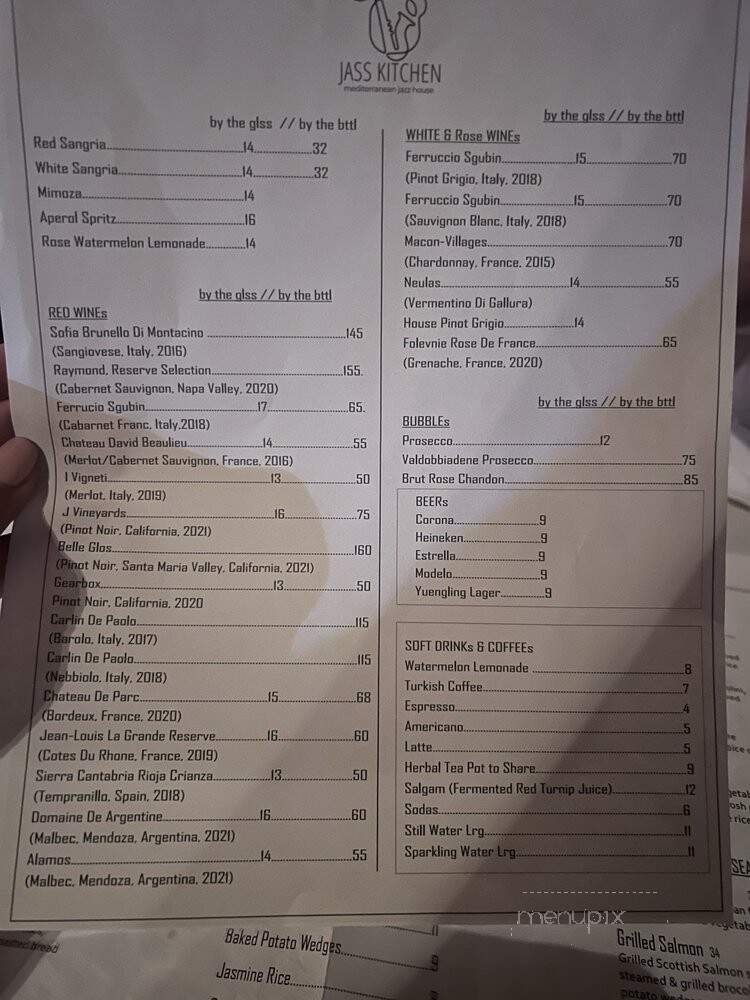 JASS KITCHEN
mediterranean jazz house
by the glss // by the bttl
Red Sangria 14 32
White Sangria 14 32
Mimoza 14
Aperol Spritz 16
Rose Watermelon Lemonade 14
by the glss // by the bttl
RED WINEs
Sofia Brunello Di Montacino 145
(Sangiovese, Italy, 2016)
Raymond, Reserve Selection 155.
(Cabernet Sauvignon, Napa Valley, 2020)
Ferrucio Sgubin 17 65.
(Cabarnet Franc, Italy,2018)
Chateau David Beaulieu 14 55
(Merlot/Cabernet Sauvignon, France, 2016)
I Vigneti 13 50
(Merlot, Italy, 2019)
J Vineyards 16 75
(Pinot Noir, California, 2021)
Belle Glos 160
(Pinot Noir, Santa Maria Valley, California, 2021)
Gearbox 13 50
Pinot Noir, California, 2020
Carlin De Paolo 115
(Barolo, Italy, 2017)
Carlin De Paolo 115
(Nebbiolo, Italy, 2018)
Chateau De Parc 15 68
(Bordeux, France, 2020)
Jean-Louis La Grande Reserve 16 60
(Cotes Du Rhone, France, 2019)
Sierra Cantabria Rioja Crianza 13 50
(Tempranillo, Spain, 2018)
Domaine De Argentine 16 60
(Malbec, Mendoza, Argentina, 2021)
Alamos 14 55
(Malbec, Mendoza, Argentina, 2021)
by the glss // by the bttl
WHITE & Rose WINEs
Ferruccio Sgubin 15 70
(Pinot Grigio, Italy, 2018)
Ferruccio Sgubin 15 70
(Sauvignon Blanc, Italy, 2018)
Macon-Villages 70
(Chardonnay, France, 2015)
Neulas 14 55
(Vermentino Di Gallura)
House Pinot Grigio 14
Folevnie Rose De France 65
(Grenache, France, 2020)
by the glss // by the bttl
BUBBLEs
Prosecco 12
Valdobbiadene Prosecco 75
Brut Rose Chandon 85
BEERs
Corona 9
Heineken 9
Estrella 9
Modelo 9
Yuengling Lager 9
SOFT DRINKs & COFFEEs
Watermelon Lemonade 8
Turkish Coffee 7
Espresso 4
Americano 5
Latte 5
Herbal Tea Pot to Share 9
Salgam (Fermented Red Turnip Juice) 12
Sodas 6
Still Water Lrg 11
Sparkling Water Lrg 11
menupix
Baked Potato Wedges 9
Jasmine Rice 9
Grilled Salmon 34
Grilled Scottish Salmon
steamed & grilled broco
potato